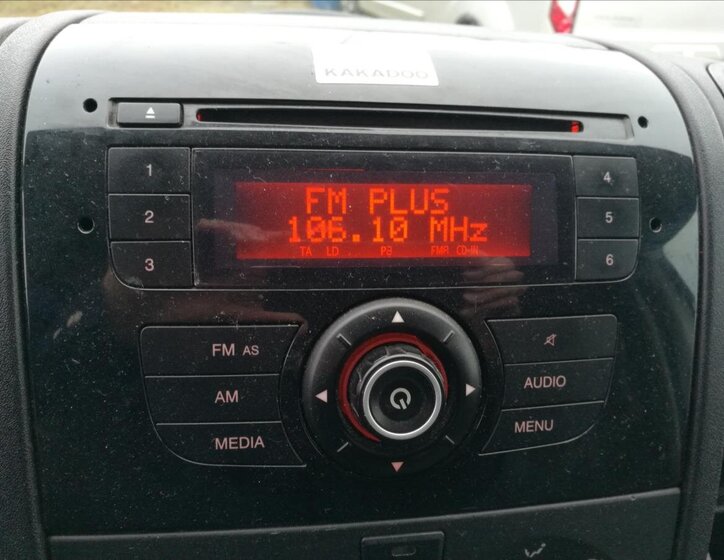 KAKADOO
1
2
3
FM PLUS
106.10 MHz
TA LD P3 FMA CD-IN
4
5
6
FM AS
AM
MEDIA
AUDIO
MENU